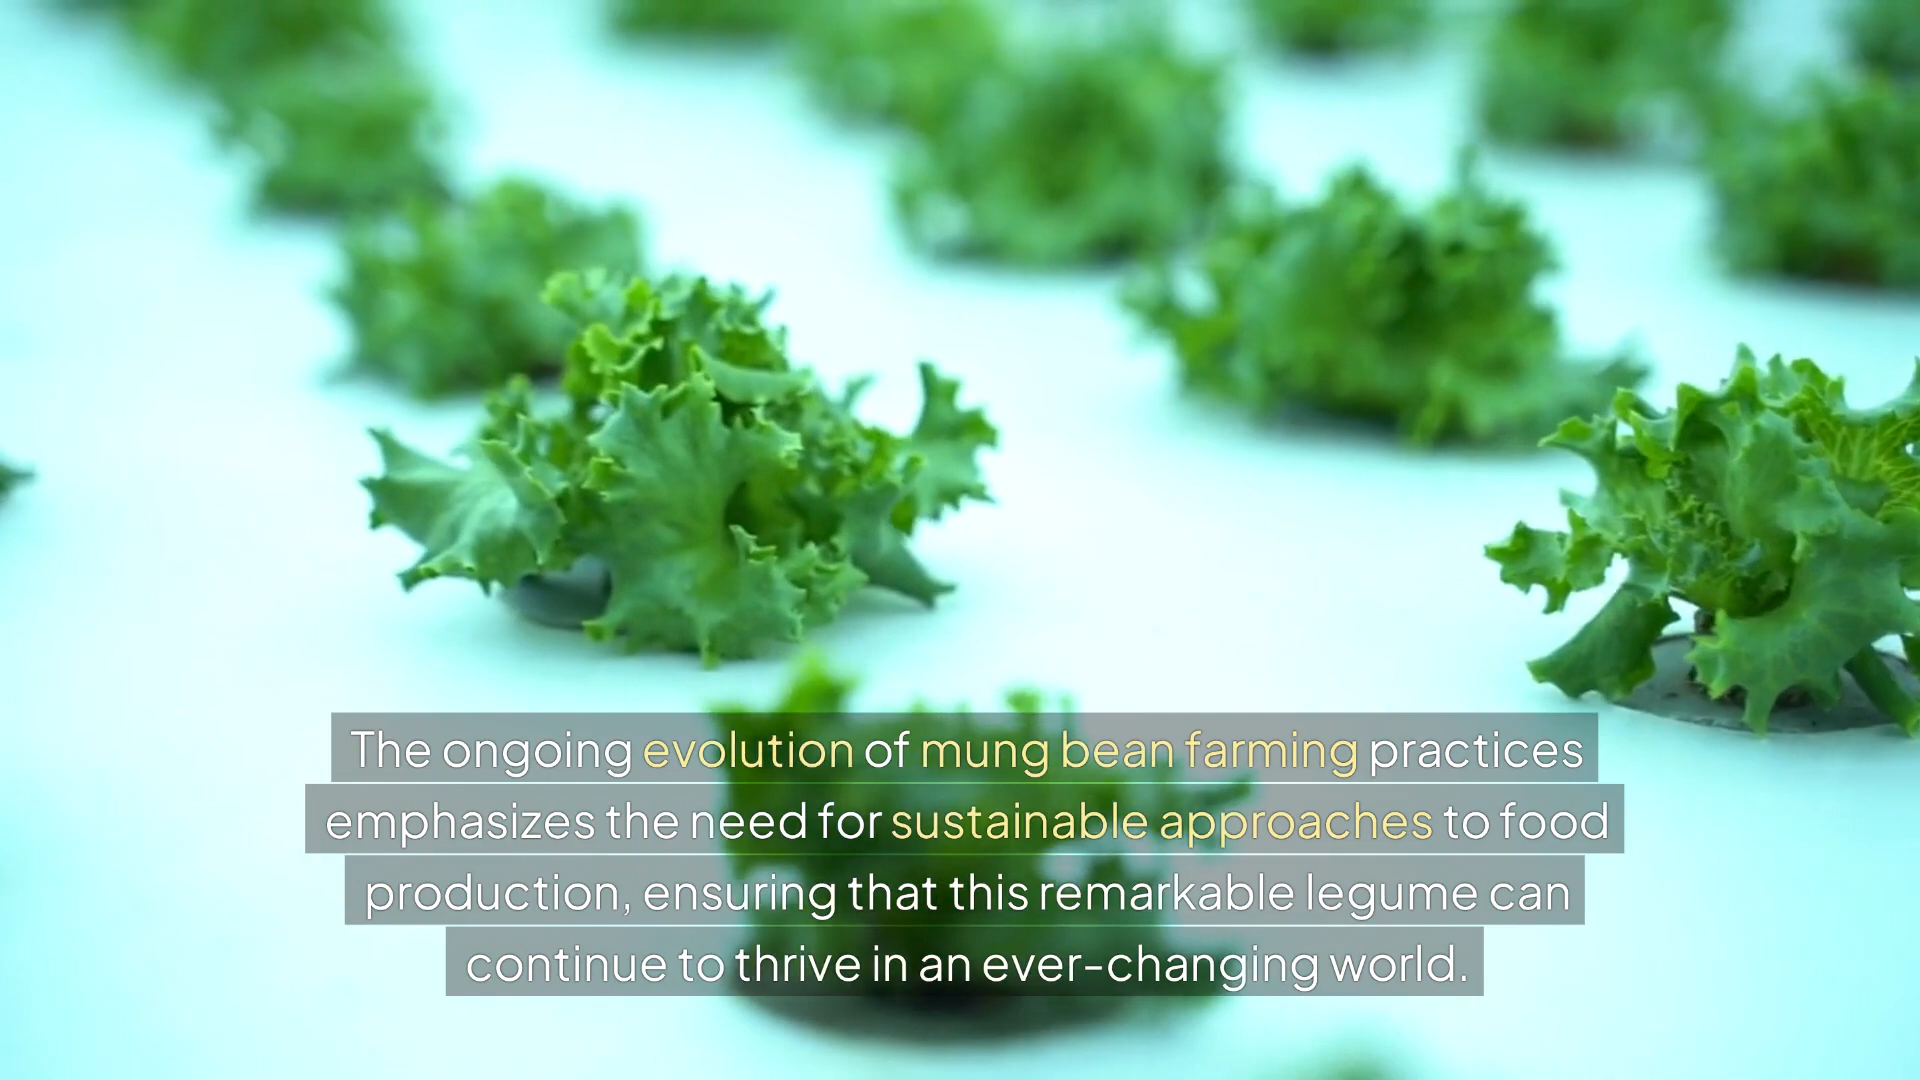 The ongoing evolution of mung bean farming practices
emphasizes the need for sustainable approaches to food
production, ensuring that this remarkable legume can
continue to thrive in an ever-changing world.